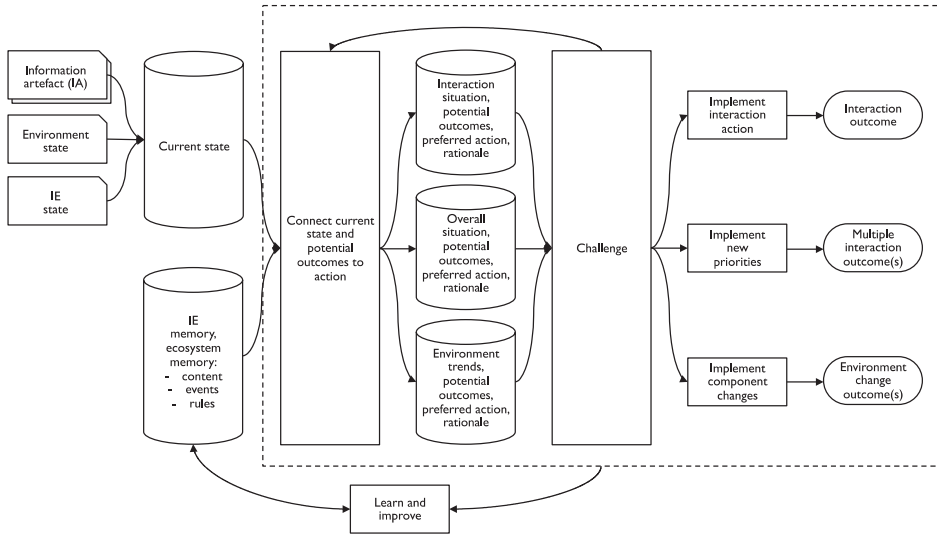 Information
artefact (IA)
Environment
state
IE
state
Current state
IE
memory,
ecosystem
memory:
- content
- events
- rules
Connect current
state and
potential
outcomes to
action
Interaction
situation,
potential
outcomes,
preferred action,
rationale
Overall
situation,
potential
outcomes,
preferred action,
rationale
Environment
trends,
potential
outcomes,
preferred action,
rationale
Challenge
Implement
interaction
action
Interaction
outcome
Implement
new
priorities
Multiple
interaction
outcome(s)
Implement
component
changes
Environment
change
outcome(s)
Learn and
improve